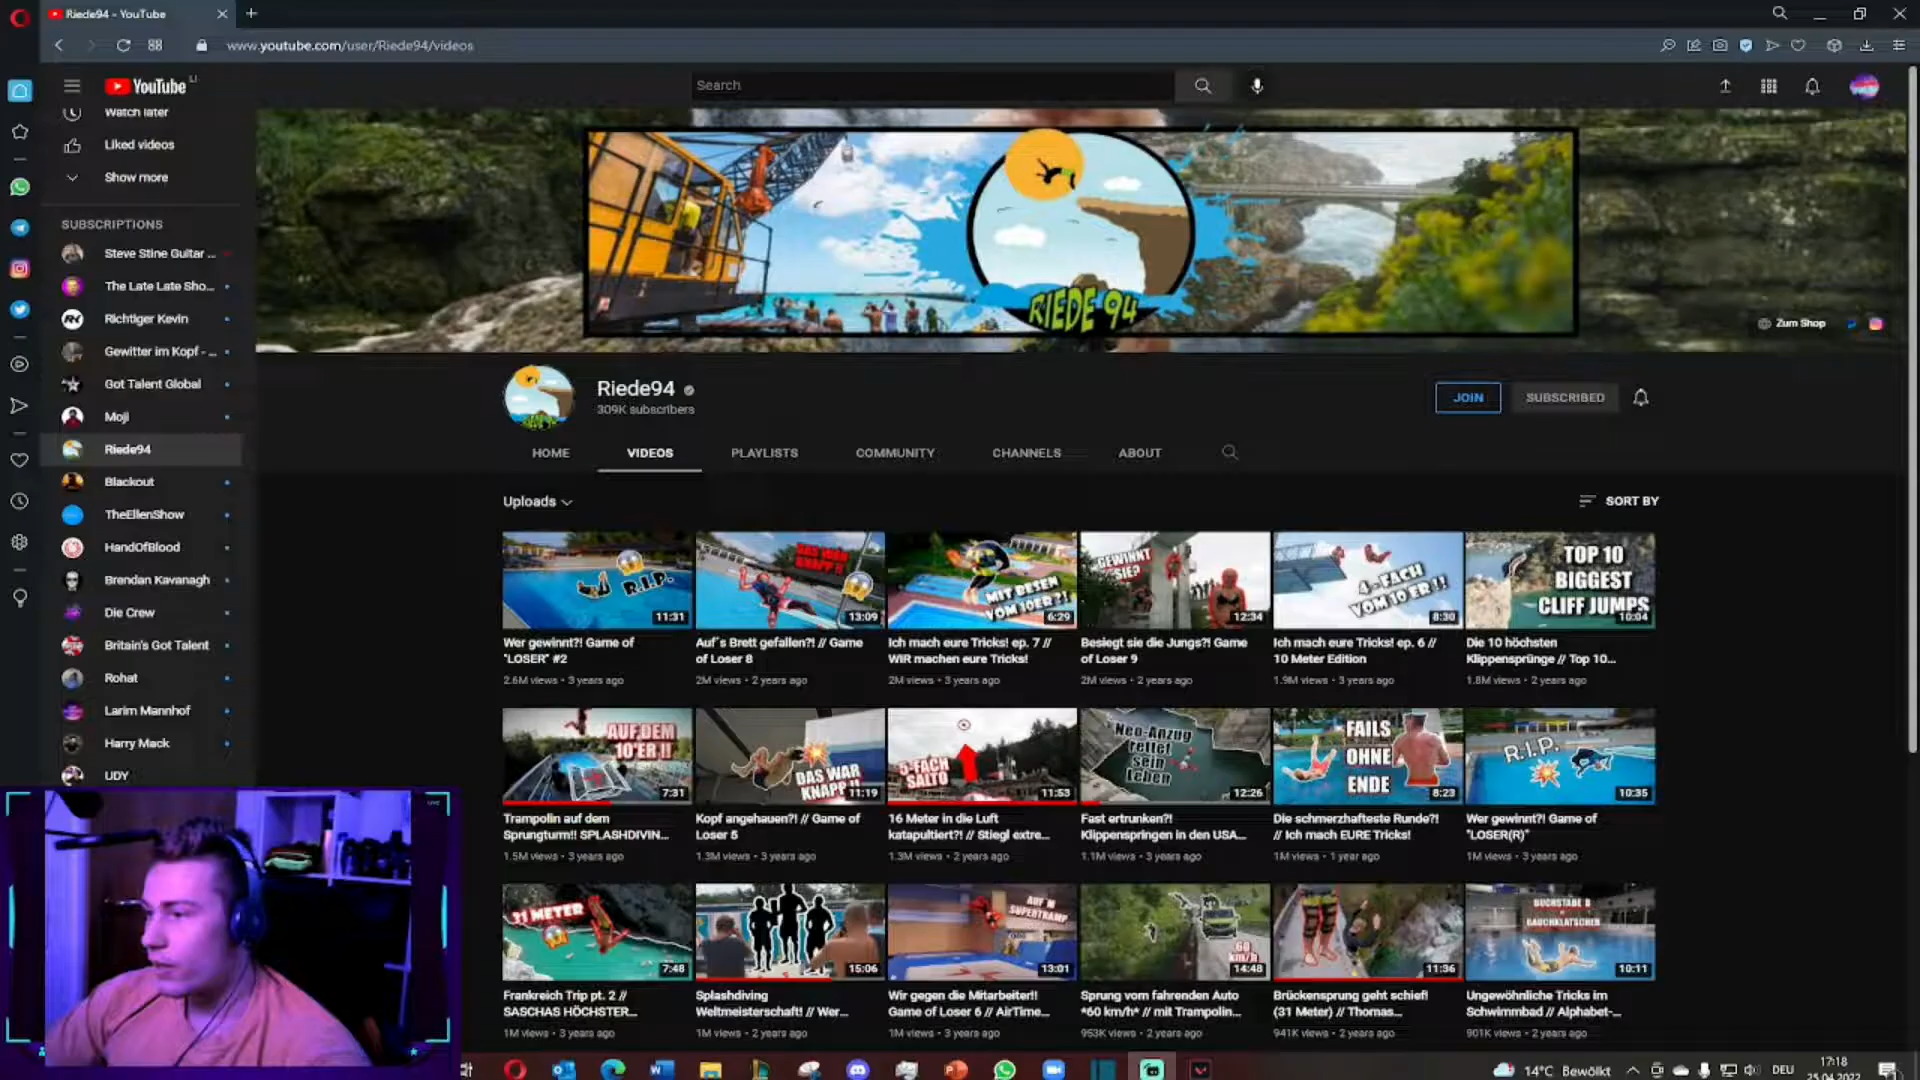 Riede94 - YouTube
www.youtube.com/user/Riede94/videos
YouTube LI
Search
Watch later
Liked videos
Show more
SUBSCRIPTIONS
Steve Stine Guitar ...
The Late Late Sho...
Richtiger Kevin
Gewitter im Kopf - ...
Got Talent Global
Moji
Riede94
Blackout
TheEllenShow
HandOfBlood
Brendan Kavanagh
Die Crew
Britain's Got Talent
Rohat
Larim Mannhof
Harry Mack
UDY
RIEDE 94
Zum Shop
Riede94
309K subscribers
JOIN
SUBSCRIBED
HOME
VIDEOS
PLAYLISTS
COMMUNITY
CHANNELS
ABOUT
Uploads
SORT BY
R.I.P.
11:31
Wer gewinnt?! Game of
"LOSER" #2
2.6M views • 3 years ago
DAS WAR
KNAPP!!
13:09
Auf´s Brett gefallen?! // Game
of Loser 8
2M views • 2 years ago
MIT BESEN
VOM 10ER?!
6:29
Ich mach eure Tricks! ep. 7 //
WIR machen eure Tricks!
2M views • 3 years ago
GEWINNT
SIE?
12:34
Besiegt sie die Jungs?! Game
of Loser 9
2M views • 2 years ago
4-FACH
VOM 10ER!!
8:30
Ich mach eure Tricks! ep. 6 //
10 Meter Edition
1.9M views • 3 years ago
TOP 10
BIGGEST
CLIFF JUMPS
10:04
Die 10 höchsten
Klippensprünge // Top 10...
1.8M views • 2 years ago
AUF DEM
10'ER!!
7:31
Trampolin auf dem
Sprungturm!! SPLASHDIVIN...
1.5M views • 3 years ago
DAS WAR
KNAPP!!
11:19
Kopf angehauen?! // Game of
Loser 5
1.3M views • 3 years ago
5-FACH
SALTO
11:53
16 Meter in die Luft
katapultiert?! // Stiegl extre...
1.3M views • 2 years ago
Neo-Anzug
rettet
sein
Leben
12:26
Fast ertrunken?!
Klippenspringen in den USA...
1.1M views • 3 years ago
FAILS
OHNE
ENDE
8:23
Die schmerzhafteste Runde?!
// Ich mach EURE Tricks!
1M views • 1 year ago
R.I.P.
10:35
Wer gewinnt?! Game of
"LOSER(R)"
1M views • 3 years ago
31 METER
7:48
Frankreich Trip pt. 2 //
SASCHAS HÖCHSTER...
1M views • 3 years ago
15:06
Splashdiving
Weltmeisterschaft! // Wer...
1M views • 2 years ago
AUF'M
SUPERTRAMP
13:01
Wir gegen die Mitarbeiter!!
Game of Loser 6 // AirTime...
1M views • 3 years ago
60
km/h
14:48
Sprung vom fahrenden Auto
*60 km/h* // mit Trampolin...
953K views • 2 years ago
11:36
Brückensprung geht schief!
(31 Meter) // Thomas...
941K views • 2 years ago
BUCHSTABE B
BAUCHKLATSCHER
10:11
Ungewöhnliche Tricks im
Schwimmbad // Alphabet-...
901K views • 2 years ago
14°C Bewölkt
DEU
17:18
25.04.2022